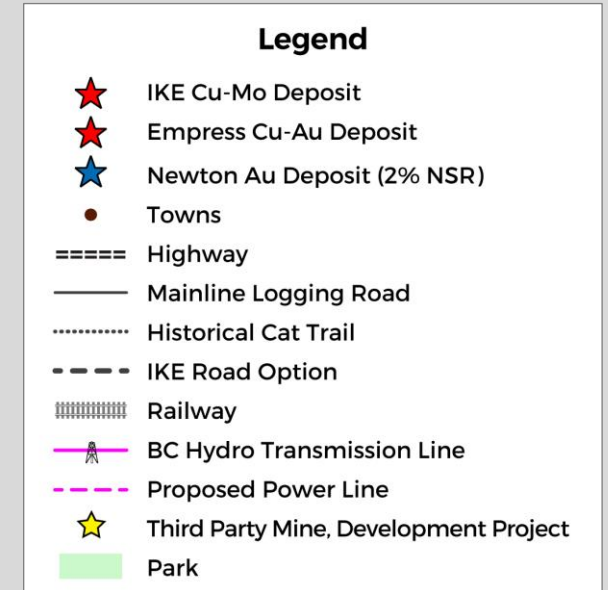 Legend
IKE Cu-Mo Deposit
Empress Cu-Au Deposit
Newton Au Deposit (2% NSR)
Towns
Highway
Mainline Logging Road
Historical Cat Trail
IKE Road Option
Railway
BC Hydro Transmission Line
Proposed Power Line
Third Party Mine, Development Project
Park